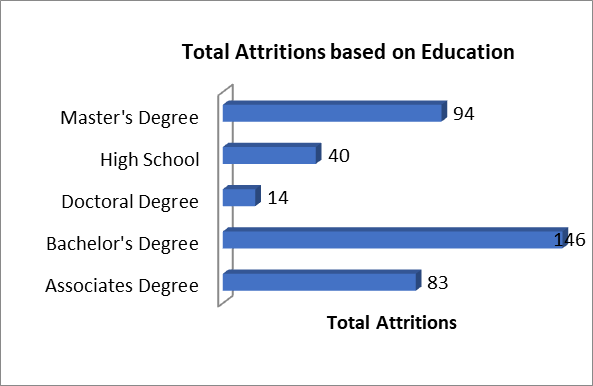 Total Attritions based on Education
Master's Degree 94
High School 40
Doctoral Degree 14
Bachelor's Degree 146
Associates Degree 83
Total Attritions